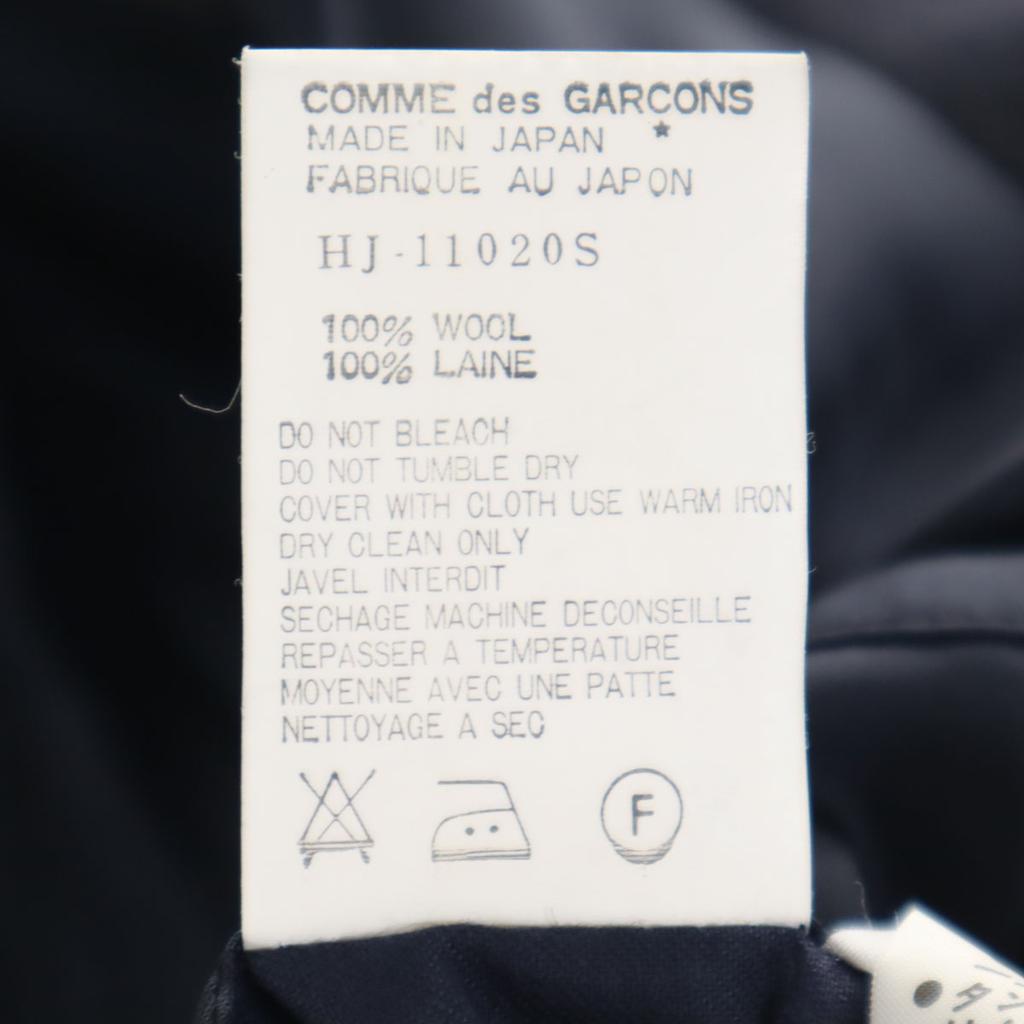 COMME des GARCONS
★
MADE IN JAPAN
FABRIQUE AU JAPON
HJ-11020S
100% WOOL
100% LAINE
DO NOT BLEACH
DO NOT TUMBLE DRY
COVER WITH CLOTH USE WARM IRON
DRY CLEAN ONLY
JAVEL INTERDIT
SECHAGE MACHINE DECONSEILLE
REPASSER A TEMPERATURE
MOYENNE AVEC UNE PATTE
NETTOYAGE A SEC
F